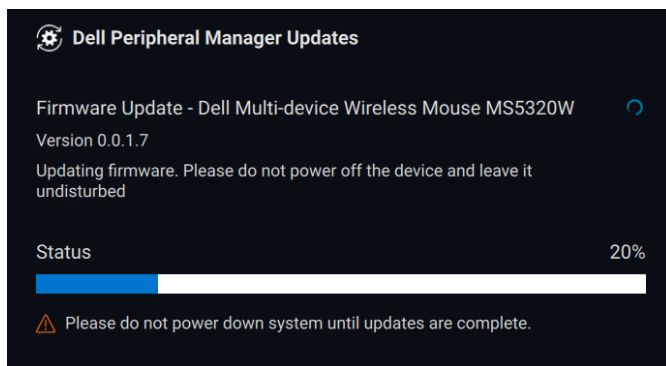 Dell Peripheral Manager Updates
Firmware Update - Dell Multi-device Wireless Mouse MS5320W
Version 0.0.1.7
Updating firmware. Please do not power off the device and leave it
undisturbed
Status 20%
Please do not power down system until updates are complete.